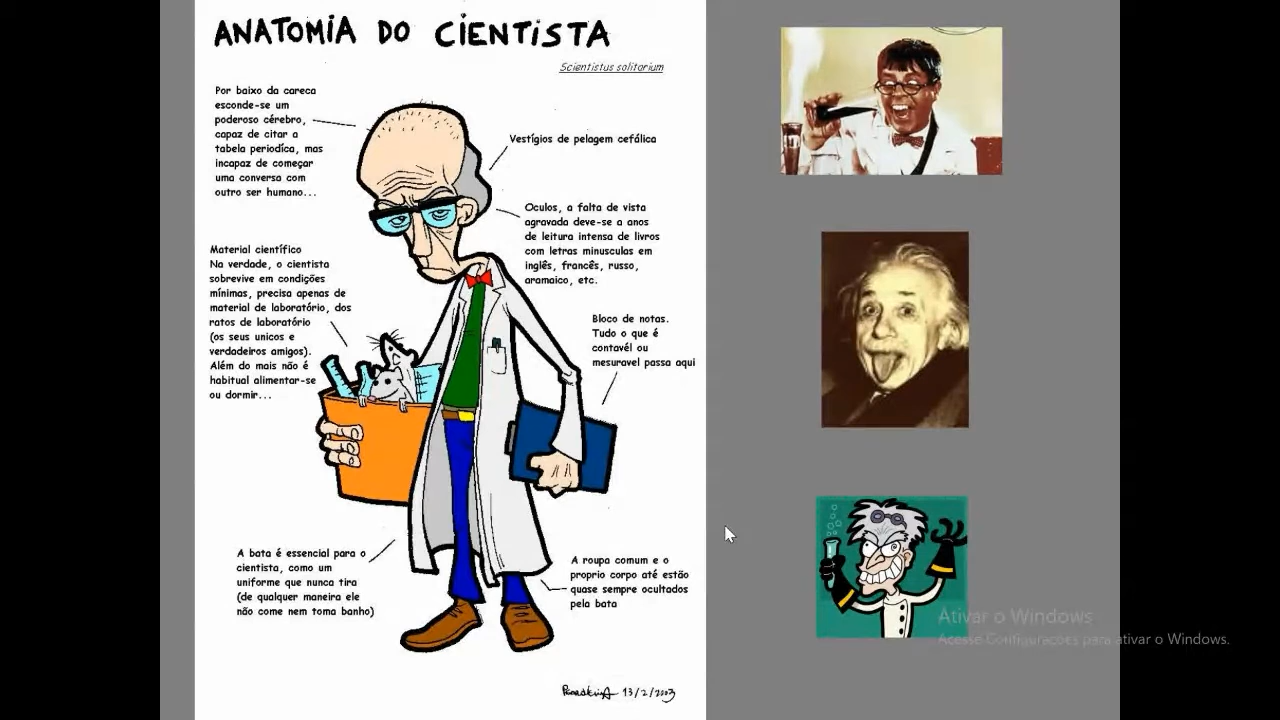 ANATOMIA DO CIENTISTA
Scientistus solitarium
Por baixo da careca
esconde-se um
poderoso cérebro,
capaz de citar a
tabela periodíca, mas
incapaz de começar
uma conversa com
outro ser humano...
Vestígios de pelagem cefálica
Oculos, a falta de vista
agravada deve-se a anos
de leitura intensa de livros
com letras minusculas em
inglês, francês, russo,
aramaico, etc.
Material científico
Na verdade, o cientista
sobrevive em condições
mínimas, precisa apenas de
material de laboratório, dos
ratos de laboratório
(os seus unicos e
verdadeiros amigos).
Além do mais não é
habitual alimentar-se
ou dormir...
Bloco de notas.
Tudo o que é
contavél ou
mesuravel passa aqui
A bata é essencial para o
cientista, como um
uniforme que nunca tira
(de qualquer maneira ele
não come nem toma banho)
A roupa comum e o
proprio corpo até estão
quase sempre ocultados
pela bata
13/2/2003
Ativar o Windows
Acesse Configurações para ativar o Windows.